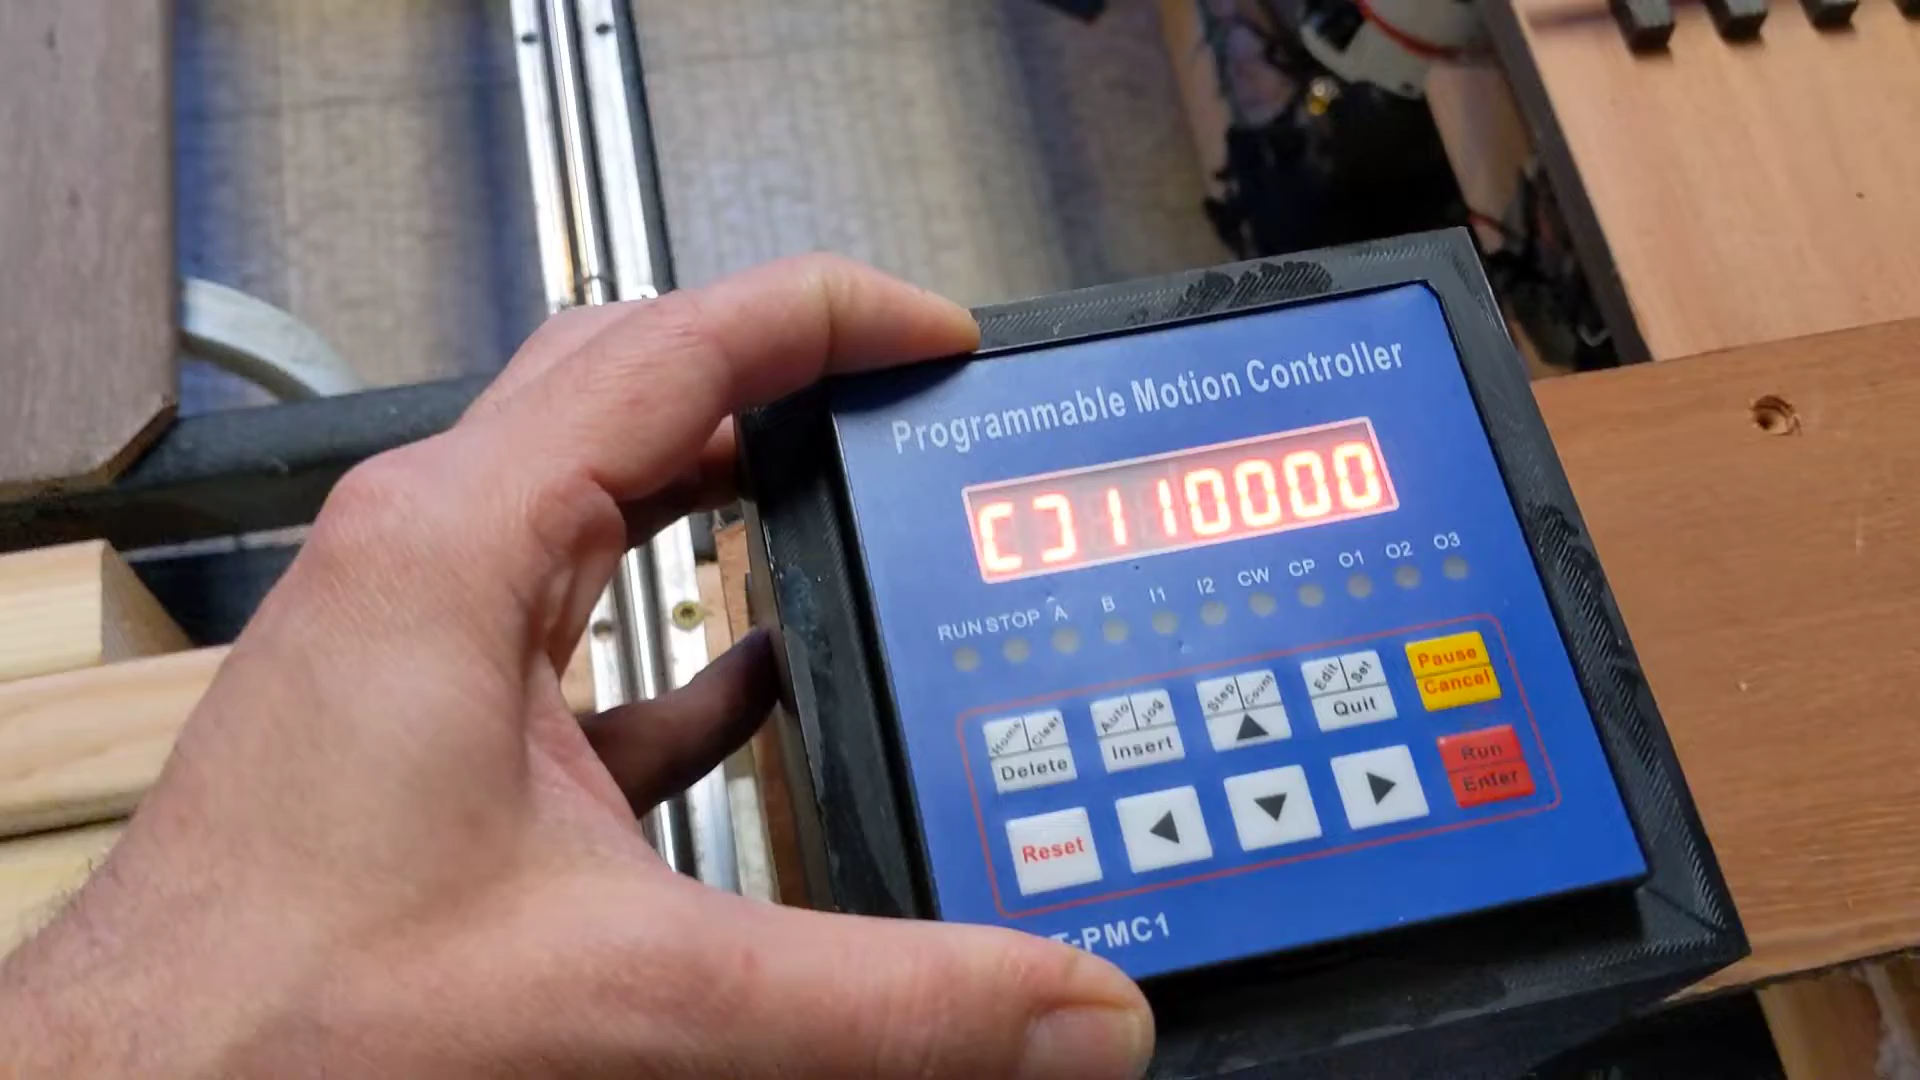 Programmable Motion Controller
[ ] 110000
RUN STOP A B I1 I2 CW CP O1 O2 O3
Home Clear
Delete
Auto Jog
Insert
Step Count
Edit Set
Quit
Pause
Cancel
Reset
Run
Enter
T-PMC1